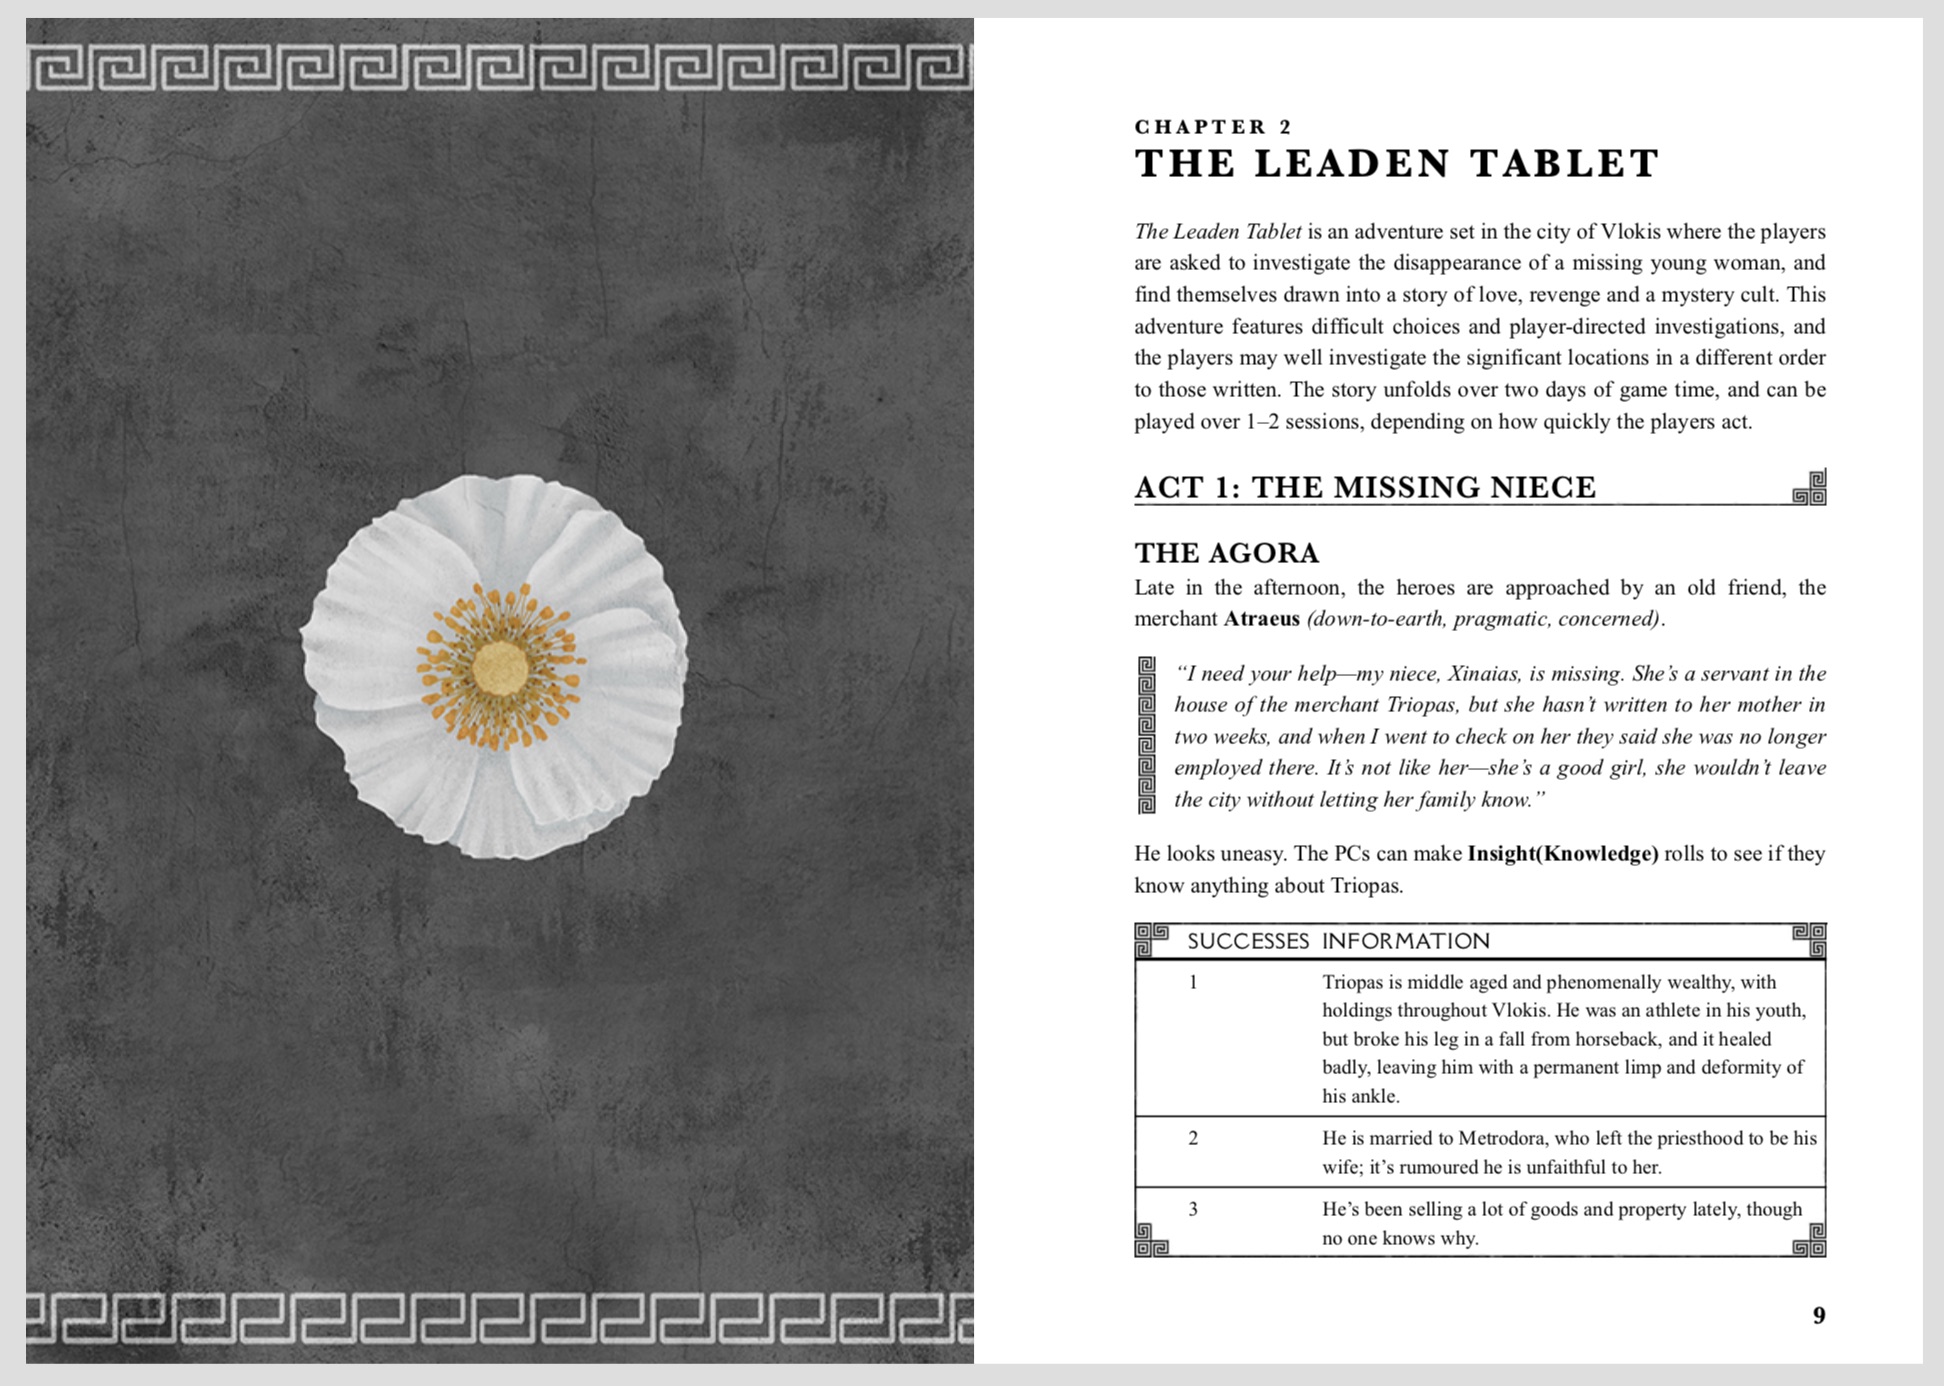 CHAPTER 2
THE LEADEN TABLET
The Leaden Tablet is an adventure set in the city of Vlokis where the players
are asked to investigate the disappearance of a missing young woman, and
find themselves drawn into a story of love, revenge and a mystery cult. This
adventure features difficult choices and player-directed investigations, and
the players may well investigate the significant locations in a different order
to those written. The story unfolds over two days of game time, and can be
played over 1–2 sessions, depending on how quickly the players act.
ACT 1: THE MISSING NIECE
THE AGORA
Late in the afternoon, the heroes are approached by an old friend, the
merchant Atraeus (down-to-earth, pragmatic, concerned).
“I need your help—my niece, Xinaias, is missing. She’s a servant in the
house of the merchant Triopas, but she hasn’t written to her mother in
two weeks, and when I went to check on her they said she was no longer
employed there. It’s not like her—she’s a good girl, she wouldn’t leave
the city without letting her family know.”
He looks uneasy. The PCs can make Insight(Knowledge) rolls to see if they
know anything about Triopas.
SUCCESSES INFORMATION
1 Triopas is middle aged and phenomenally wealthy, with
holdings throughout Vlokis. He was an athlete in his youth,
but broke his leg in a fall from horseback, and it healed
badly, leaving him with a permanent limp and deformity of
his ankle.
2 He is married to Metrodora, who left the priesthood to be his
wife; it’s rumoured he is unfaithful to her.
3 He’s been selling a lot of goods and property lately, though
no one knows why.
9